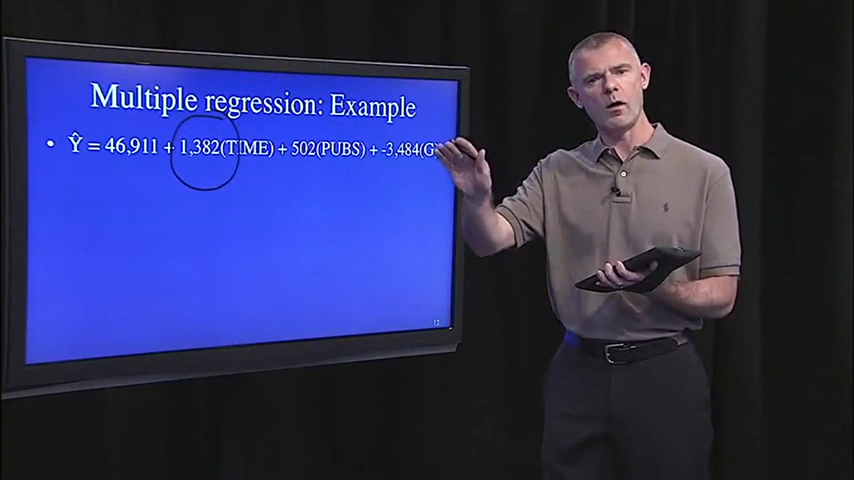 Multiple regression: Example
• Ŷ = 46,911 + 1,382(TIME) + 502(PUBS) + -3,484(G
12